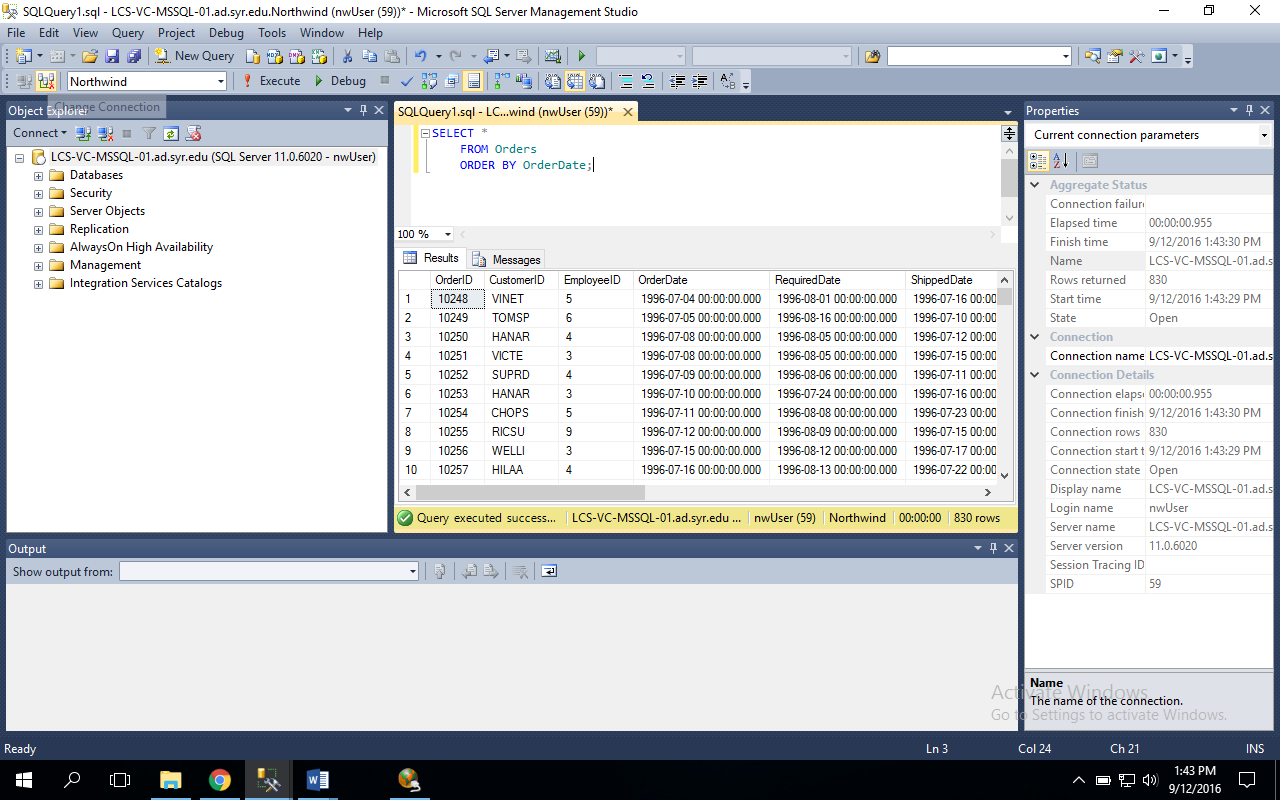 SQLQuery1.sql - LCS-VC-MSSQL-01.ad.syr.edu.Northwind (nwUser (59))* - Microsoft SQL Server Management Studio
File Edit View Query Project Debug Tools Window Help
New Query
Northwind Execute Debug
Object Explorer
Change Connection
Connect
LCS-VC-MSSQL-01.ad.syr.edu (SQL Server 11.0.6020 - nwUser)
Databases
Security
Server Objects
Replication
AlwaysOn High Availability
Management
Integration Services Catalogs
SQLQuery1.sql - LC...wind (nwUser (59))*
SELECT *
FROM Orders
ORDER BY OrderDate;
100 %
Results Messages
OrderID CustomerID EmployeeID OrderDate RequiredDate ShippedDate
1 10248 VINET 5 1996-07-04 00:00:00.000 1996-08-01 00:00:00.000 1996-07-16 00:00
2 10249 TOMSP 6 1996-07-05 00:00:00.000 1996-08-16 00:00:00.000 1996-07-10 00:00
3 10250 HANAR 4 1996-07-08 00:00:00.000 1996-08-05 00:00:00.000 1996-07-12 00:00
4 10251 VICTE 3 1996-07-08 00:00:00.000 1996-08-05 00:00:00.000 1996-07-15 00:00
5 10252 SUPRD 4 1996-07-09 00:00:00.000 1996-08-06 00:00:00.000 1996-07-11 00:00
6 10253 HANAR 3 1996-07-10 00:00:00.000 1996-07-24 00:00:00.000 1996-07-16 00:00
7 10254 CHOPS 5 1996-07-11 00:00:00.000 1996-08-08 00:00:00.000 1996-07-23 00:00
8 10255 RICSU 9 1996-07-12 00:00:00.000 1996-08-09 00:00:00.000 1996-07-15 00:00
9 10256 WELLI 3 1996-07-15 00:00:00.000 1996-08-12 00:00:00.000 1996-07-17 00:00
10 10257 HILAA 4 1996-07-16 00:00:00.000 1996-08-13 00:00:00.000 1996-07-22 00:00
Query executed success... LCS-VC-MSSQL-01.ad.syr.edu ... nwUser (59) Northwind 00:00:00 830 rows
Properties
Current connection parameters
Aggregate Status
Connection failure
Elapsed time 00:00:00.955
Finish time 9/12/2016 1:43:30 PM
Name LCS-VC-MSSQL-01.ad.s
Rows returned 830
Start time 9/12/2016 1:43:29 PM
State Open
Connection
Connection name LCS-VC-MSSQL-01.ad.s
Connection Details
Connection elaps 00:00:00.955
Connection finish 9/12/2016 1:43:30 PM
Connection rows 830
Connection start t 9/12/2016 1:43:29 PM
Connection state Open
Display name LCS-VC-MSSQL-01.ad.s
Login name nwUser
Server name LCS-VC-MSSQL-01.ad.s
Server version 11.0.6020
Session Tracing ID
SPID 59
Name
The name of the connection.
Activate Windows
Go to Settings to activate Windows.
Output
Show output from:
Ready Ln 3 Col 24 Ch 21 INS
1:43 PM
9/12/2016